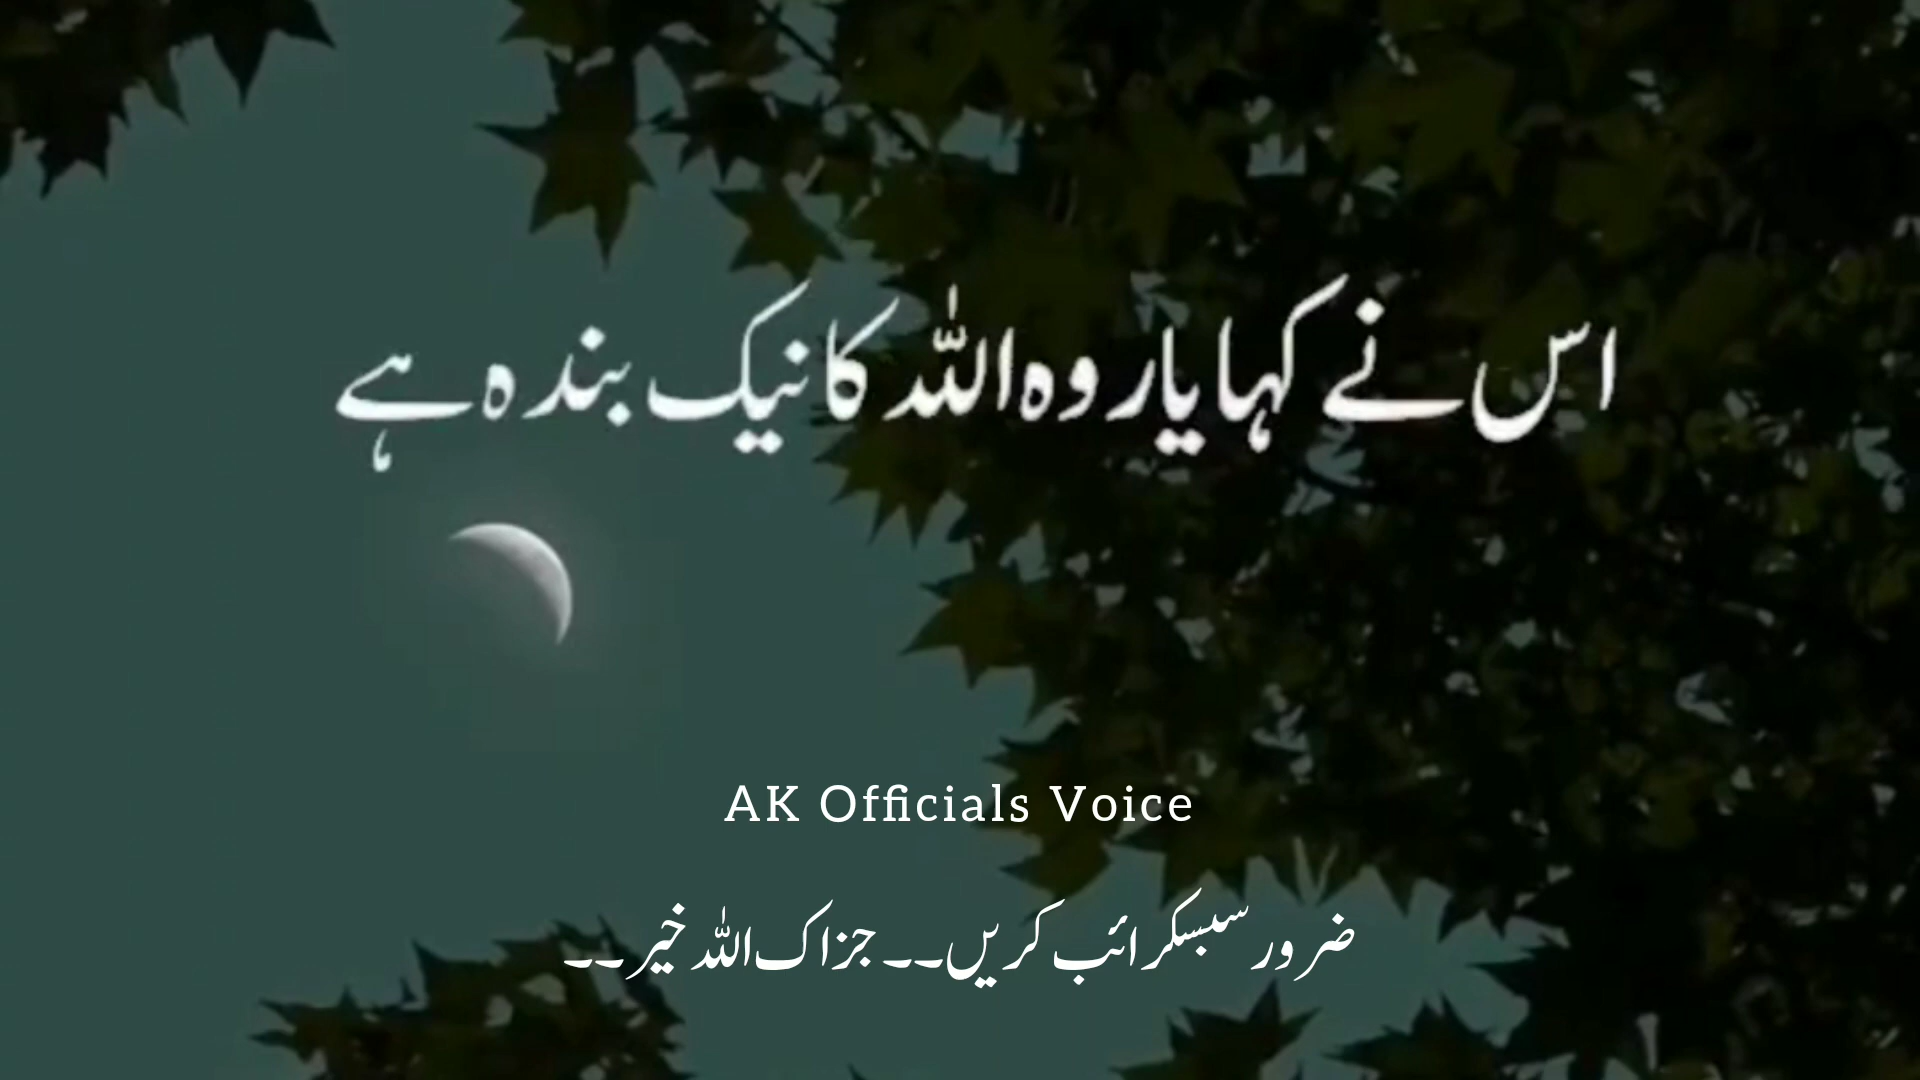 اس نے کہا یار وہ اللہ کا نیک بندہ ہے
AK Officials Voice
ضرور سبسکرائب کریں۔۔ جزاک اللہ خیر ۔۔